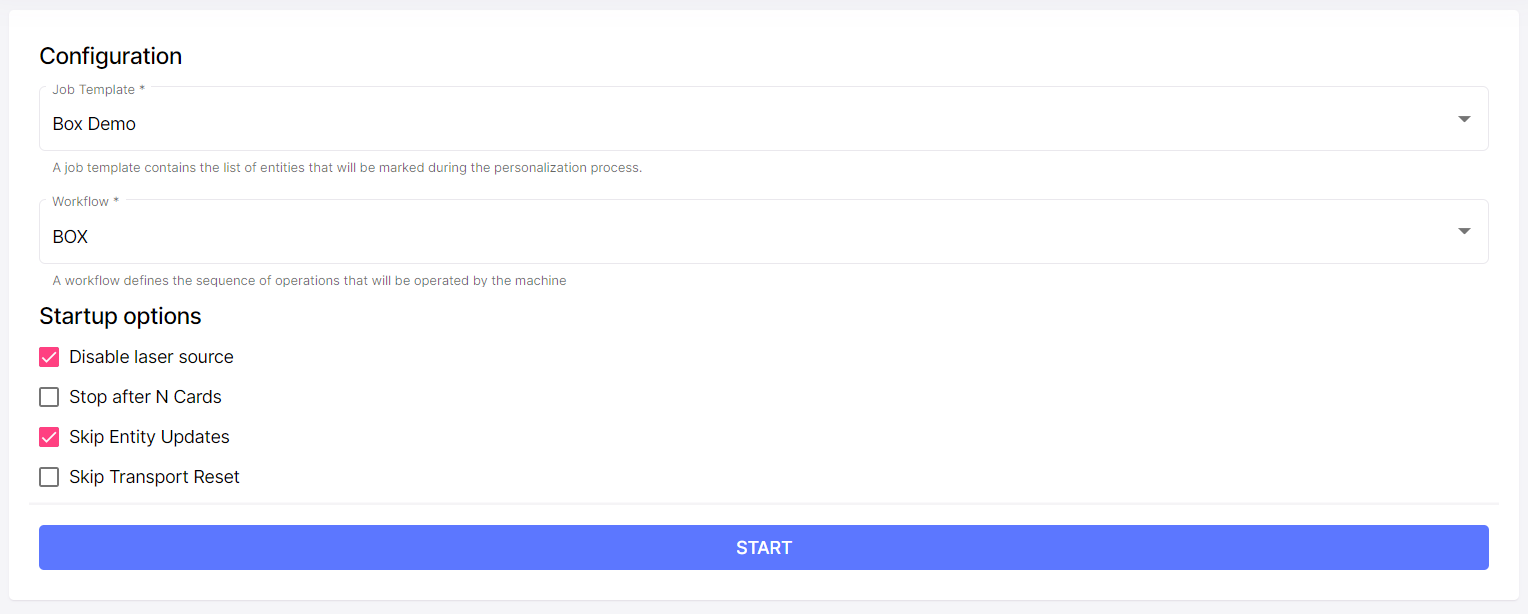 Configuration
Job Template *
Box Demo
A job template contains the list of entities that will be marked during the personalization process.
Workflow *
BOX
A workflow defines the sequence of operations that will be operated by the machine
Startup options
Disable laser source
Stop after N Cards
Skip Entity Updates
Skip Transport Reset
START